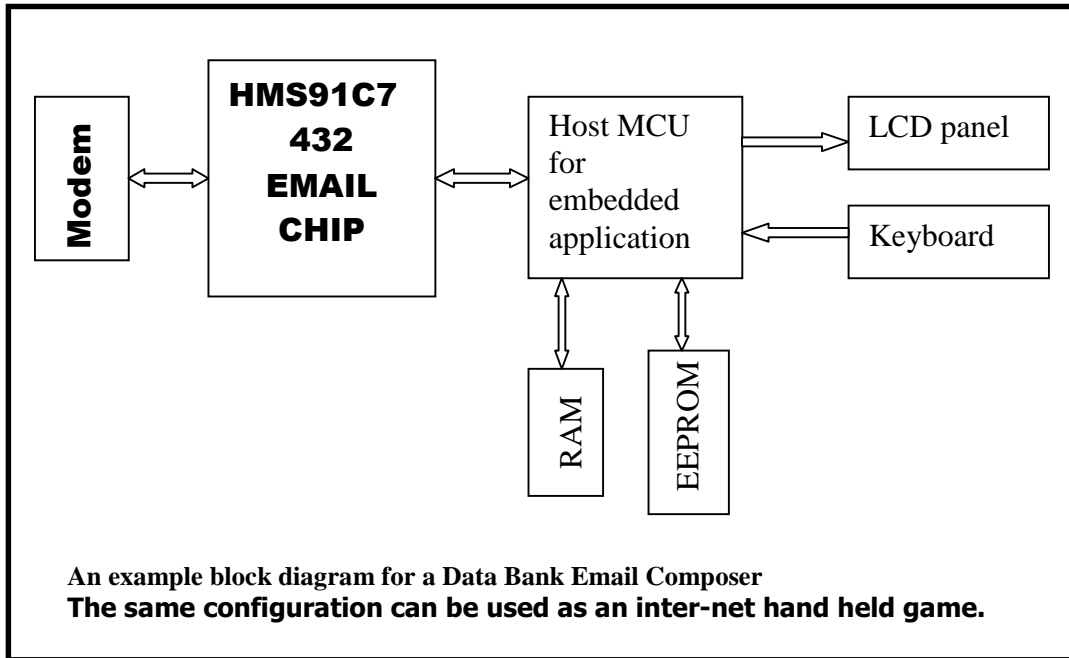 Modem
HMS91C7
432
EMAIL
CHIP
Host MCU
for
embedded
application
LCD panel
Keyboard
RAM
EEPROM
An example block diagram for a Data Bank Email Composer
The same configuration can be used as an inter-net hand held game.